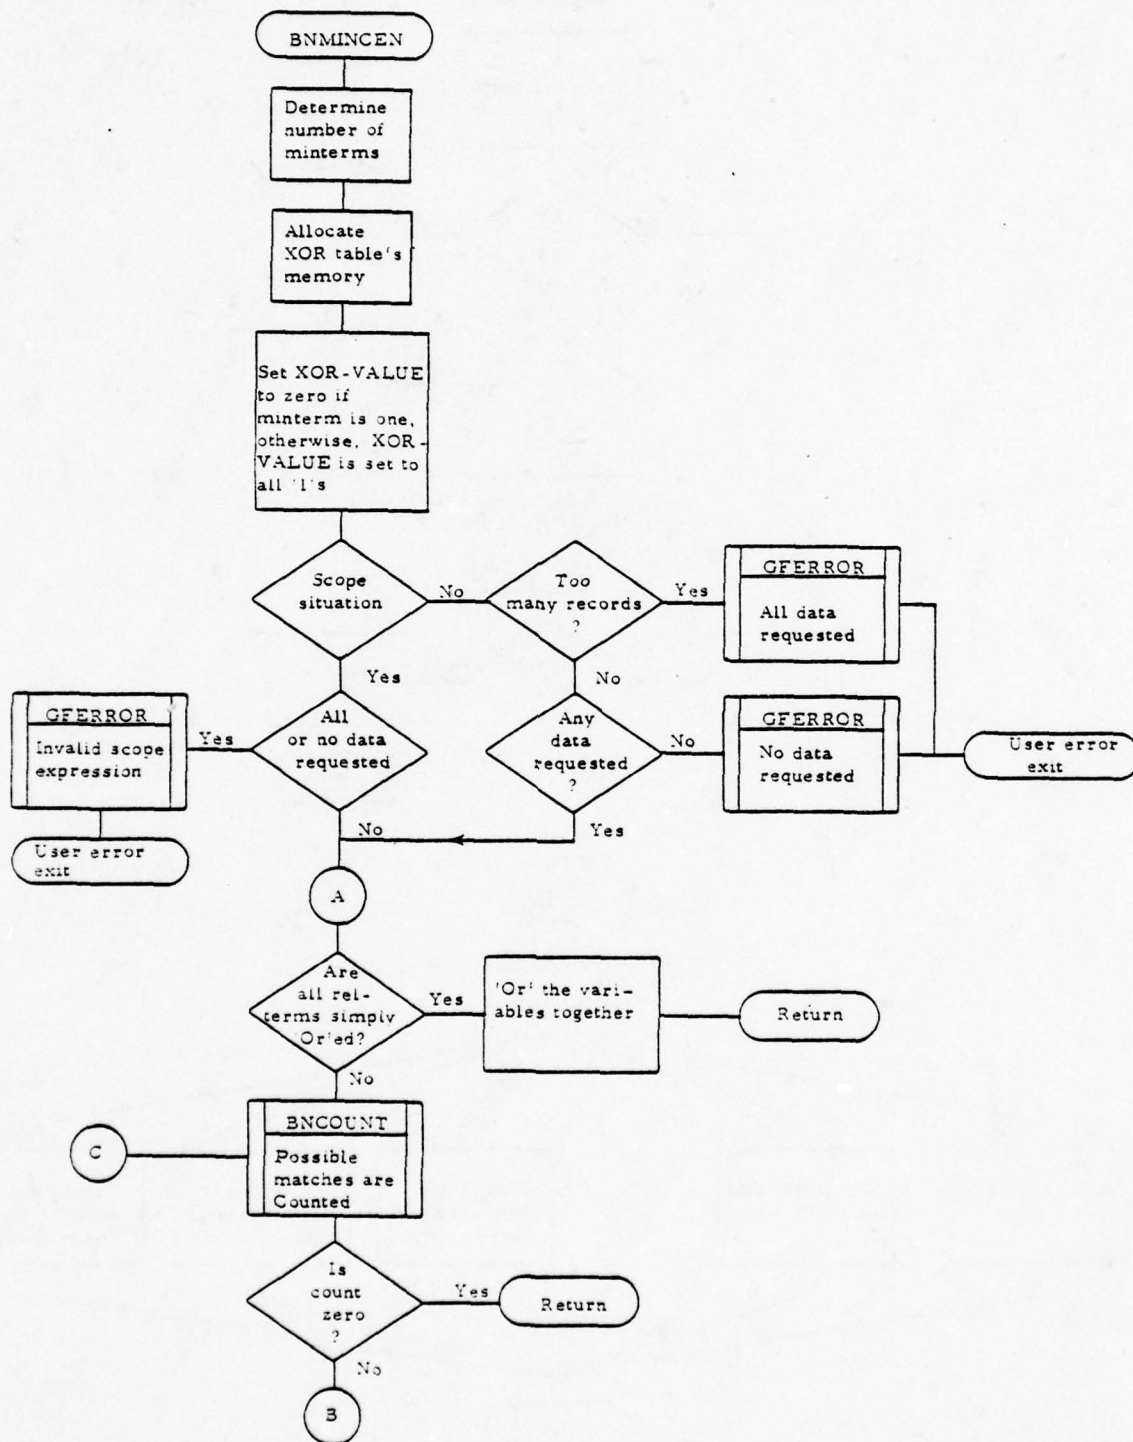 BNMINCEN
Determine
number of
minterms
Allocate
XOR table's
memory
Set XOR-VALUE
to zero if
minterm is one,
otherwise, XOR-
VALUE is set to
all '1's
Scope
situation
No
Too
many records
?
Yes
GFERROR
All data
requested
Yes
No
GFERROR
Invalid scope
expression
Yes
All
or no data
requested
Any
data
requested
?
No
GFERROR
No data
requested
User error
exit
No
Yes
User error
exit
A
Are
all rel-
terms simply
'Or'ed?
Yes
'Or' the vari-
ables together
Return
No
C
BNCOUNT
Possible
matches are
Counted
Is
count
zero
?
Yes
Return
No
B